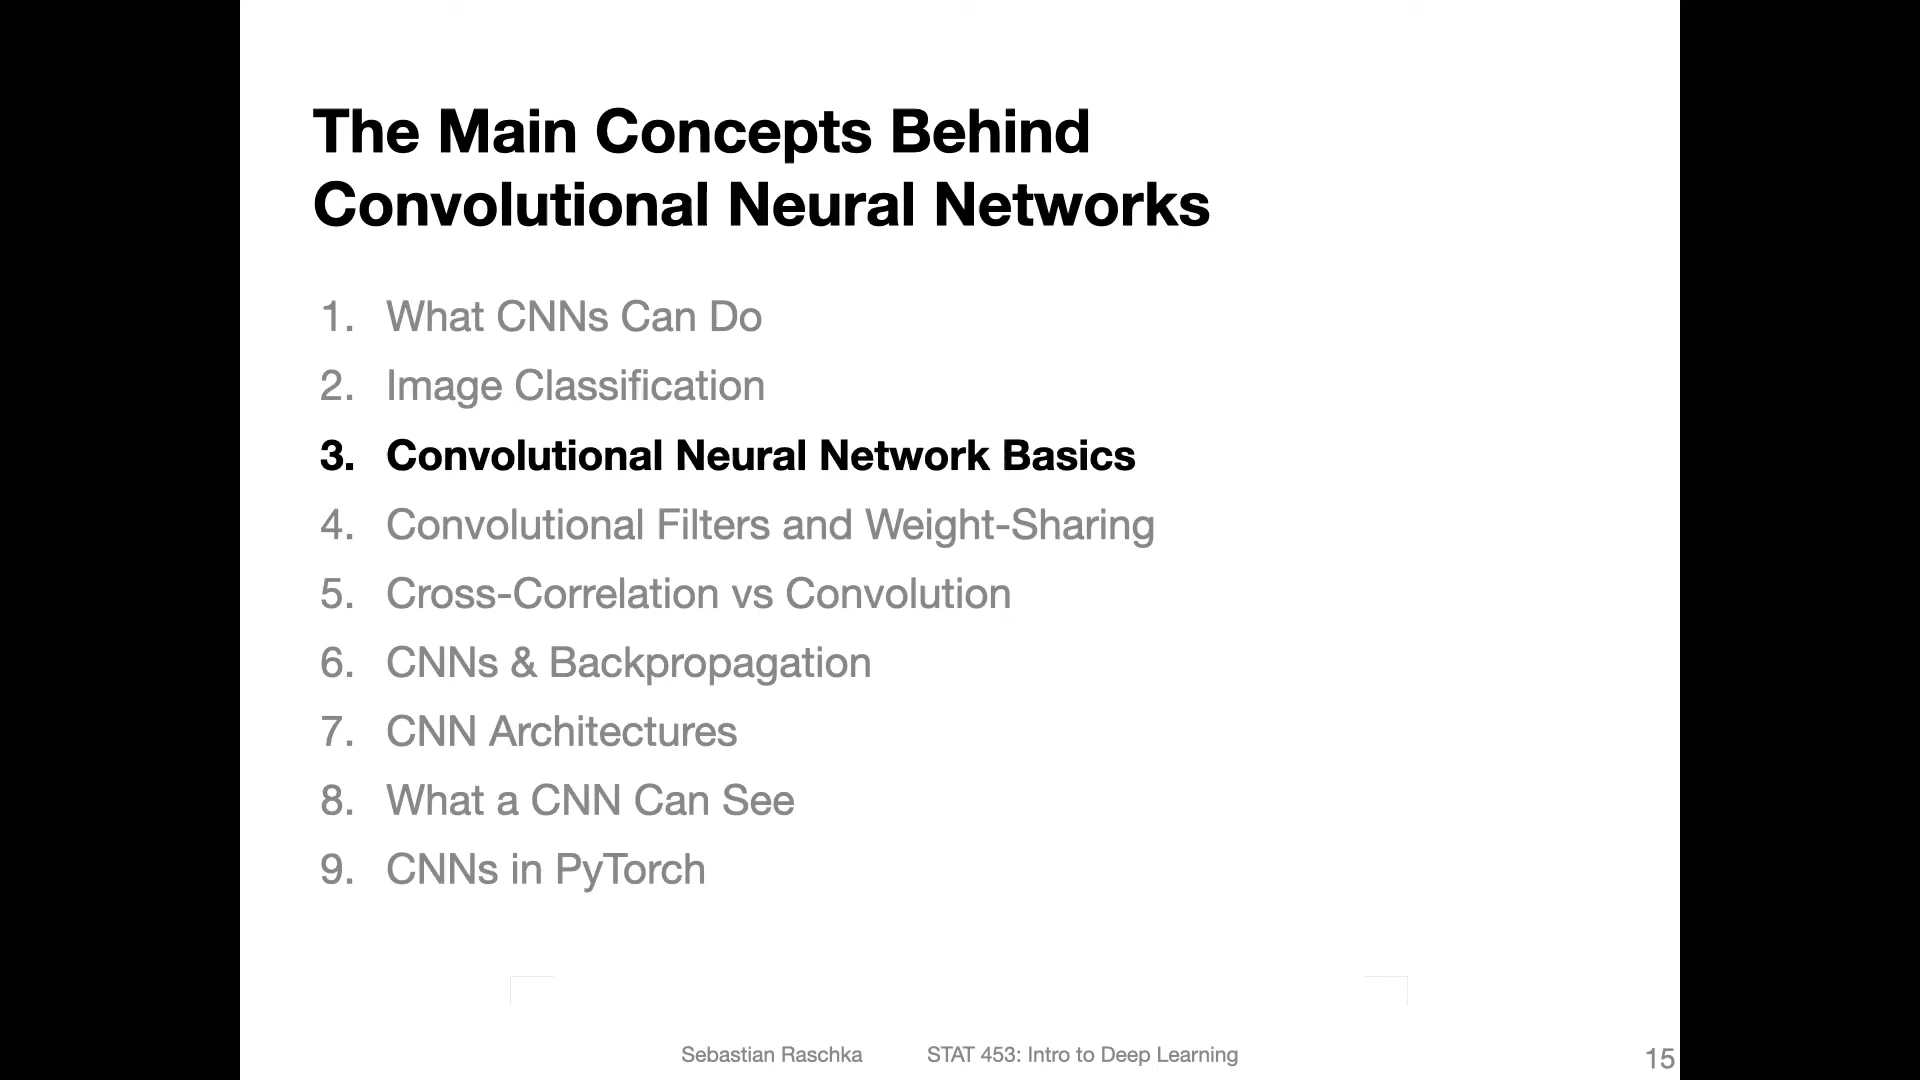 The Main Concepts Behind
Convolutional Neural Networks
1. What CNNs Can Do
2. Image Classification
3. Convolutional Neural Network Basics
4. Convolutional Filters and Weight-Sharing
5. Cross-Correlation vs Convolution
6. CNNs & Backpropagation
7. CNN Architectures
8. What a CNN Can See
9. CNNs in PyTorch
Sebastian Raschka STAT 453: Intro to Deep Learning 15